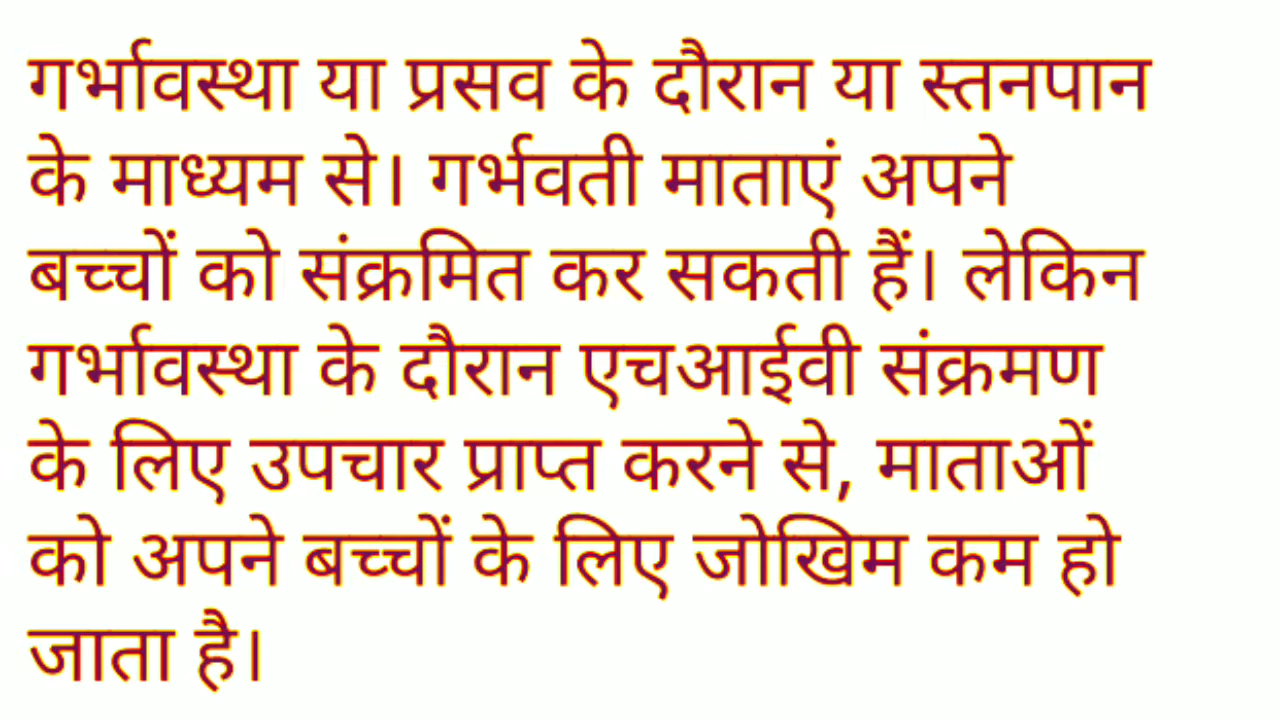 गर्भावस्था या प्रसव के दौरान या स्तनपान
के माध्यम से। गर्भवती माताएं अपने
बच्चों को संक्रमित कर सकती हैं। लेकिन
गर्भावस्था के दौरान एचआईवी संक्रमण
के लिए उपचार प्राप्त करने से, माताओं
को अपने बच्चों के लिए जोखिम कम हो
जाता है।